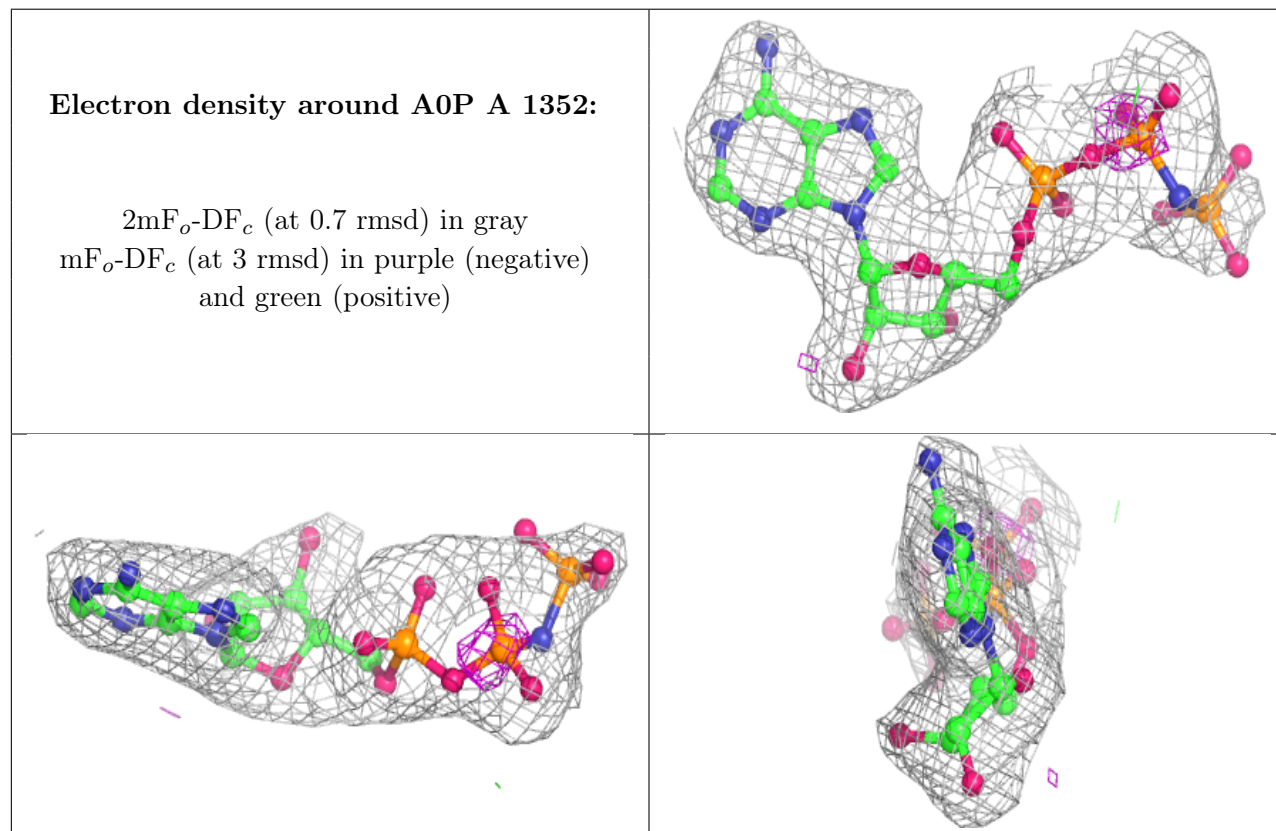 Electron density around A0P A 1352:
2mFo-DFc (at 0.7 rmsd) in gray
mFo-DFc (at 3 rmsd) in purple (negative)
and green (positive)